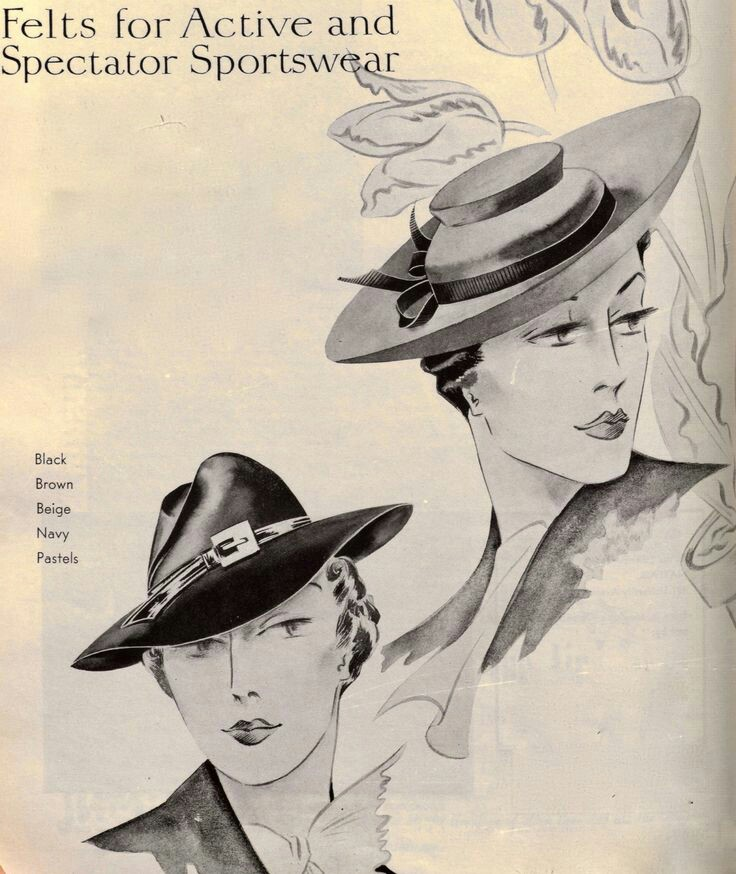 Felts for Active and
Spectator Sportswear
Black
Brown
Beige
Navy
Pastels